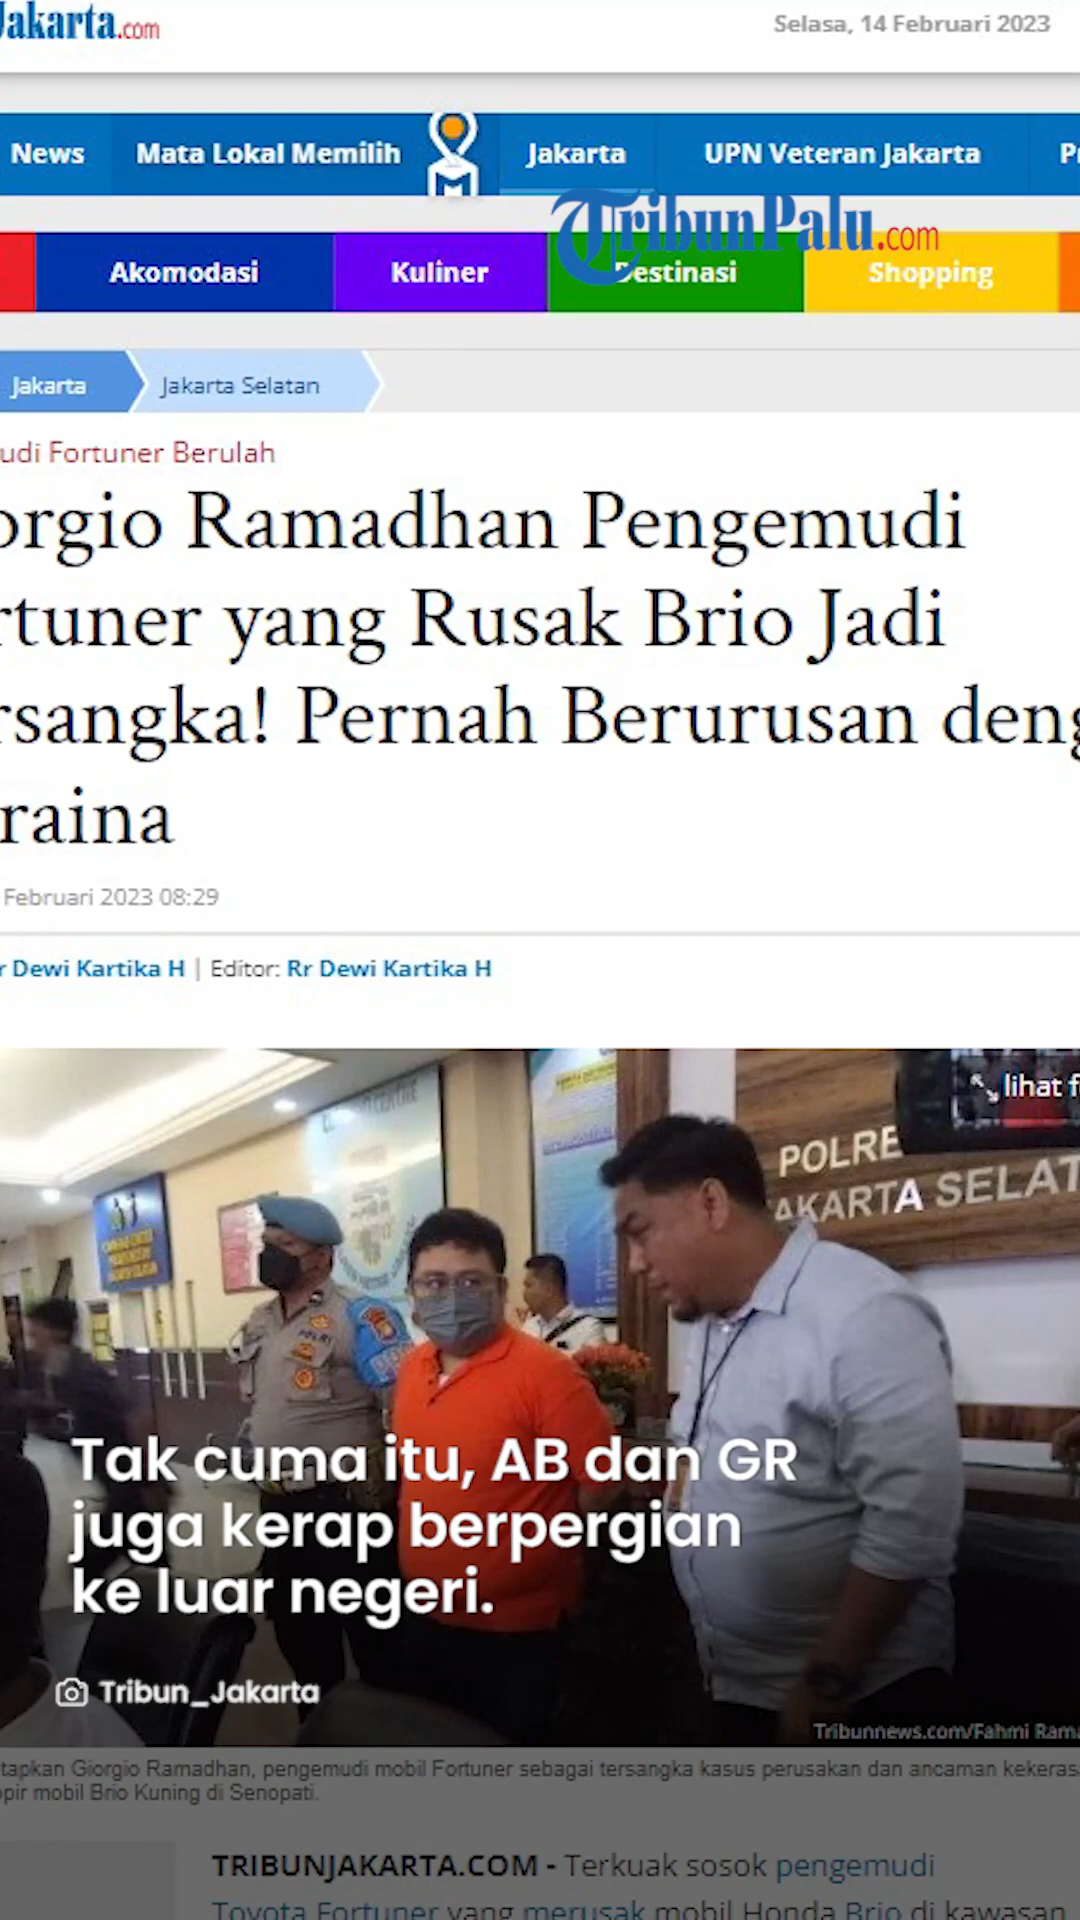 Jakarta.com
Selasa, 14 Februari 2023
News
Mata Lokal Memilih
Jakarta
UPN Veteran Jakarta
TribunPalu.com
Akomodasi
Kuliner
Destinasi
Shopping
Jakarta
Jakarta Selatan
udi Fortuner Berulah
orgio Ramadhan Pengemudi
rtuner yang Rusak Brio Jadi
rsangka! Pernah Berurusan deng
raina
Februari 2023 08:29
r Dewi Kartika H | Editor: Rr Dewi Kartika H
lihat f
POLRE
JAKARTA SELAT
POLRI
Tak cuma itu, AB dan GR
juga kerap berpergian
ke luar negeri.
Tribun_Jakarta
Tribunnews.com/Fahmi Rama
tapkan Giorgio Ramadhan, pengemudi mobil Fortuner sebagai tersangka kasus perusakan dan ancaman kekeras
opir mobil Brio Kuning di Senopati.
TRIBUNJAKARTA.COM - Terkuak sosok pengemudi
Toyota Fortuner yang merusak mobil Honda Brio di kawasan